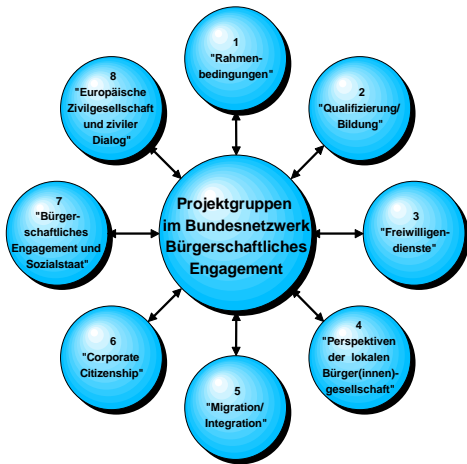 Projektgruppen
im Bundesnetzwerk
Bürgerschaftliches
Engagement
1
"Rahmen-
bedingungen"
2
"Qualifizierung/
Bildung"
3
"Freiwilligen-
dienste"
4
"Perspektiven
der lokalen
Bürger(innen)-
gesellschaft"
5
"Migration/
Integration"
6
"Corporate
Citizenship"
7
"Bürger-
schaftliches
Engagement und
Sozialstaat"
8
"Europäische
Zivilgesellschaft
und ziviler
Dialog"